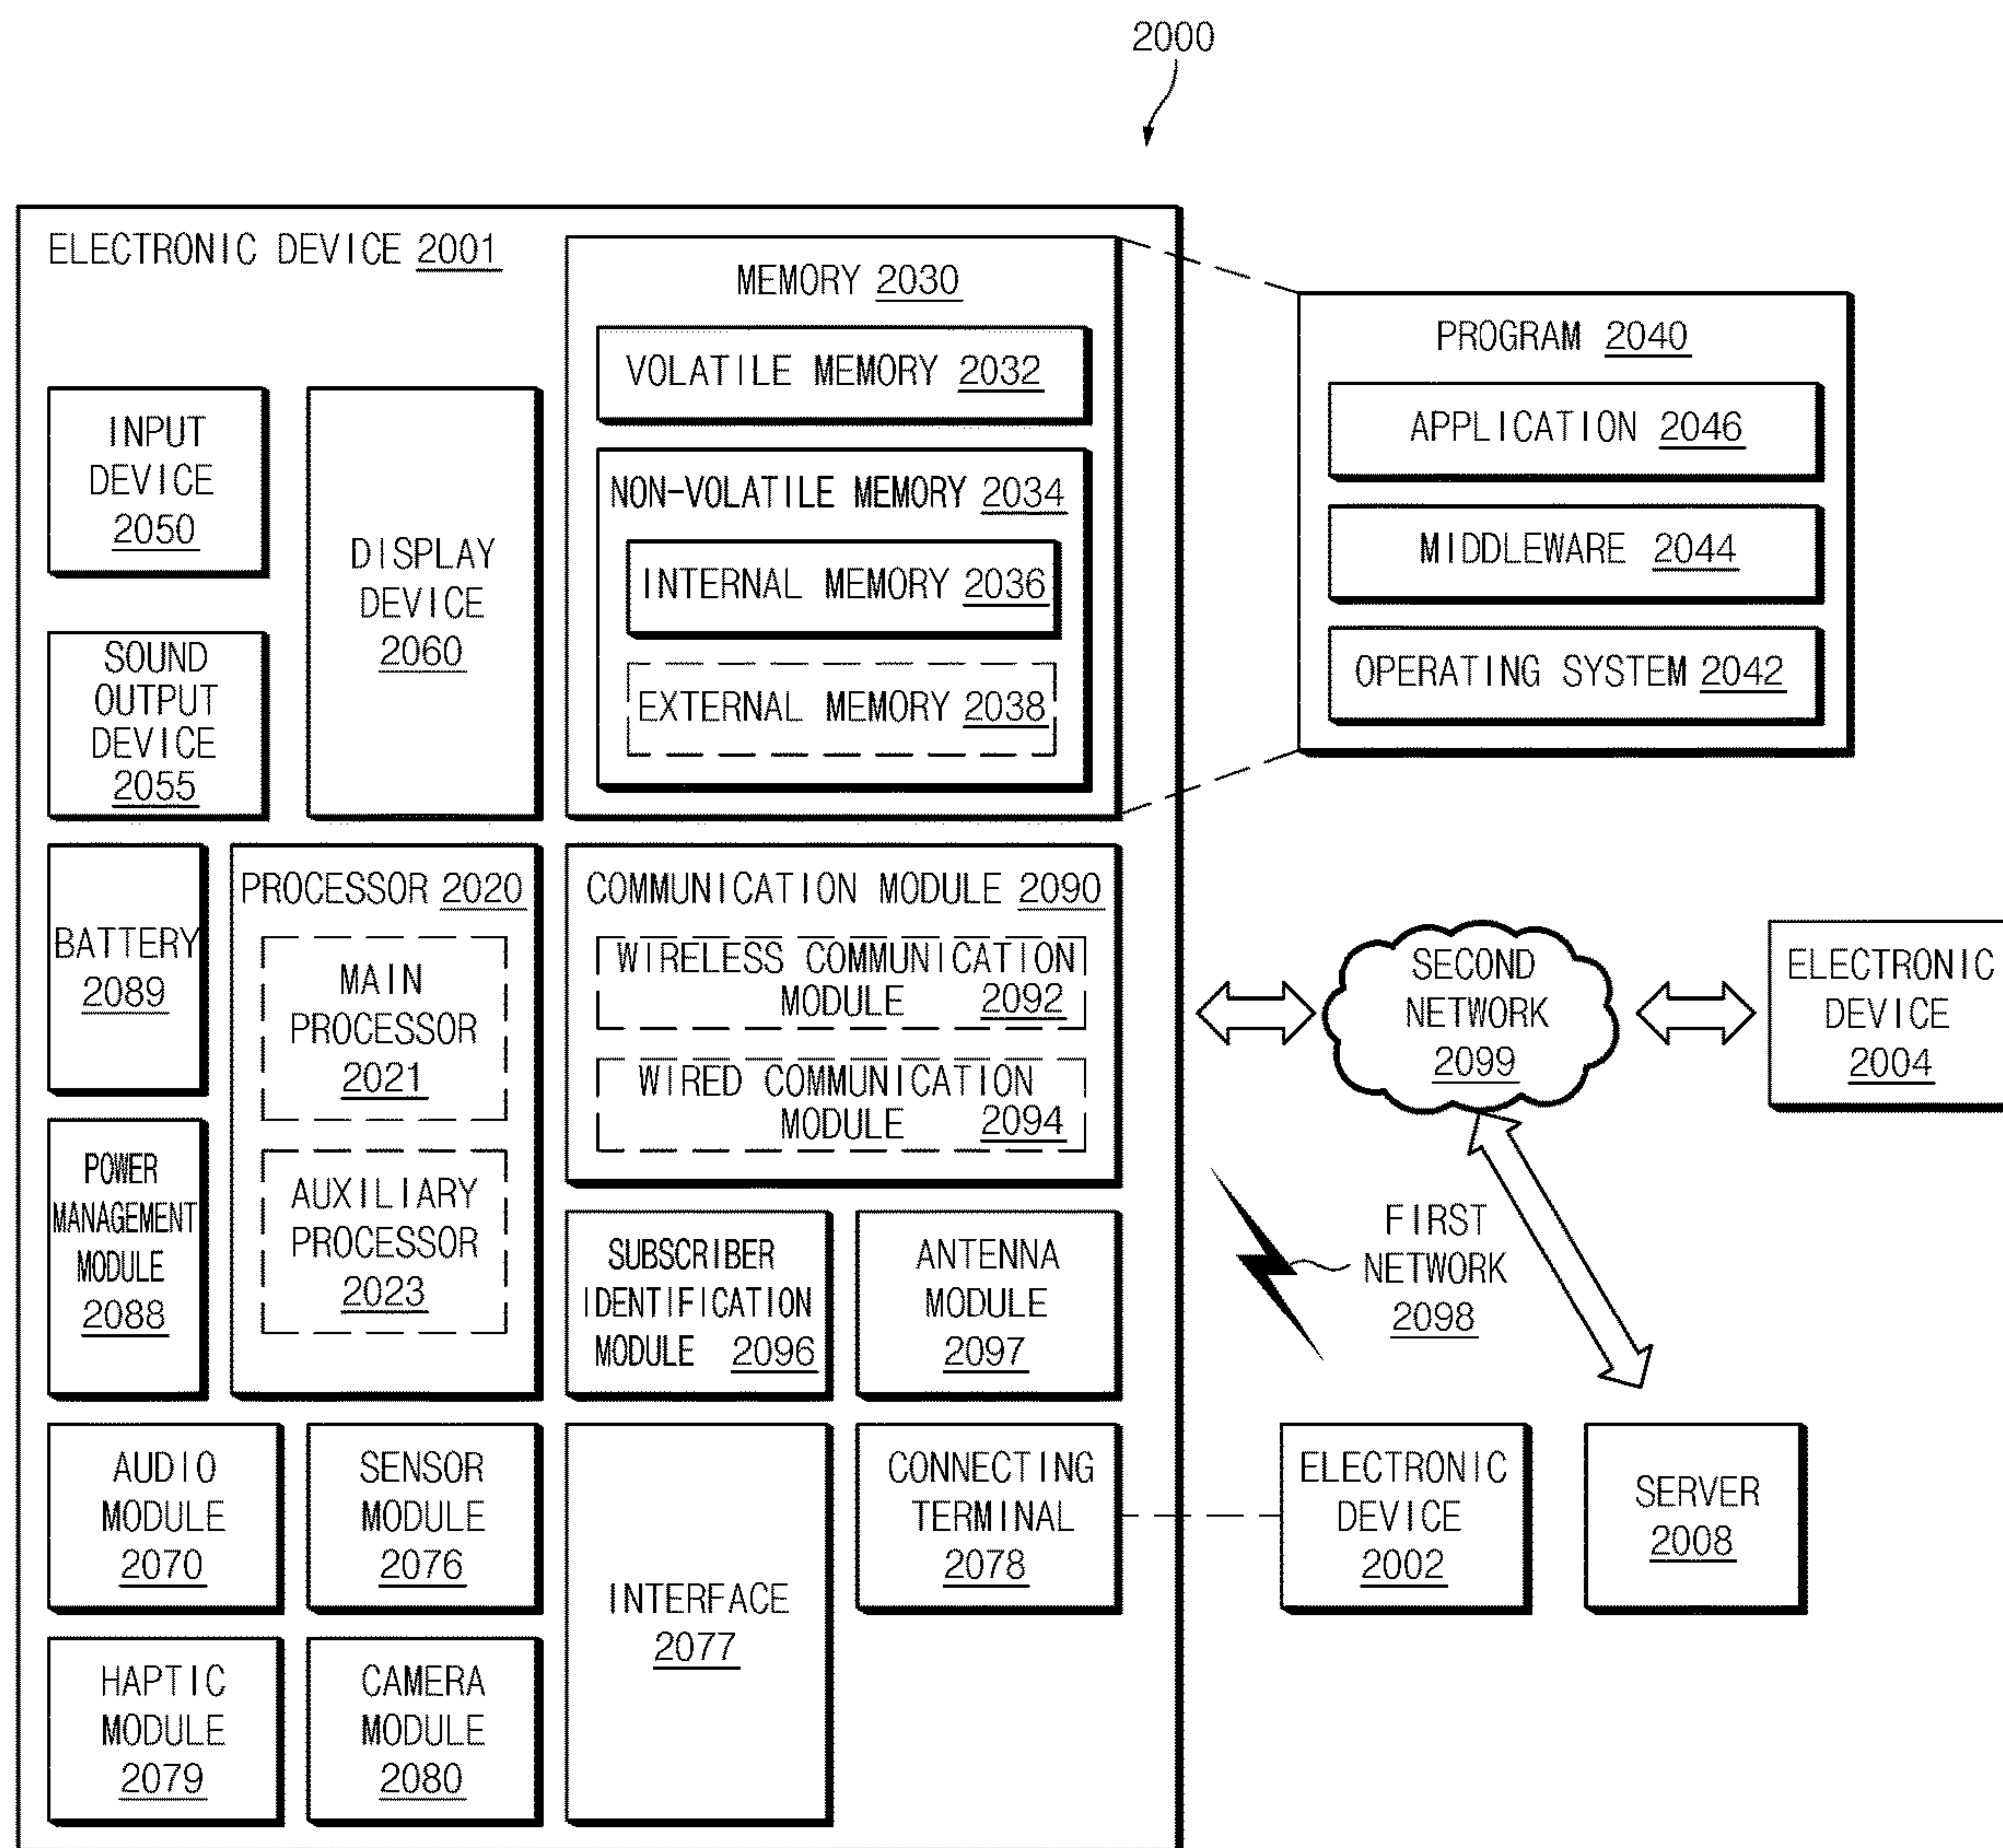 2000
ELECTRONIC DEVICE 2001
MEMORY 2030
VOLATILE MEMORY 2032
NON-VOLATILE MEMORY 2034
INTERNAL MEMORY 2036
EXTERNAL MEMORY 2038
PROGRAM 2040
APPLICATION 2046
MIDDLEWARE 2044
OPERATING SYSTEM 2042
INPUT
DEVICE
2050
DISPLAY
DEVICE
2060
SOUND
OUTPUT
DEVICE
2055
BATTERY
2089
PROCESSOR 2020
MAIN
PROCESSOR
2021
AUXILIARY
PROCESSOR
2023
COMMUNICATION MODULE 2090
WIRELESS COMMUNICATION
MODULE 2092
WIRED COMMUNICATION
MODULE 2094
SECOND
NETWORK
2099
ELECTRONIC
DEVICE
2004
POWER
MANAGEMENT
MODULE
2088
SUBSCRIBER
IDENTIFICATION
MODULE 2096
ANTENNA
MODULE
2097
FIRST
NETWORK
2098
AUDIO
MODULE
2070
SENSOR
MODULE
2076
INTERFACE
2077
CONNECTING
TERMINAL
2078
ELECTRONIC
DEVICE
2002
SERVER
2008
HAPTIC
MODULE
2079
CAMERA
MODULE
2080